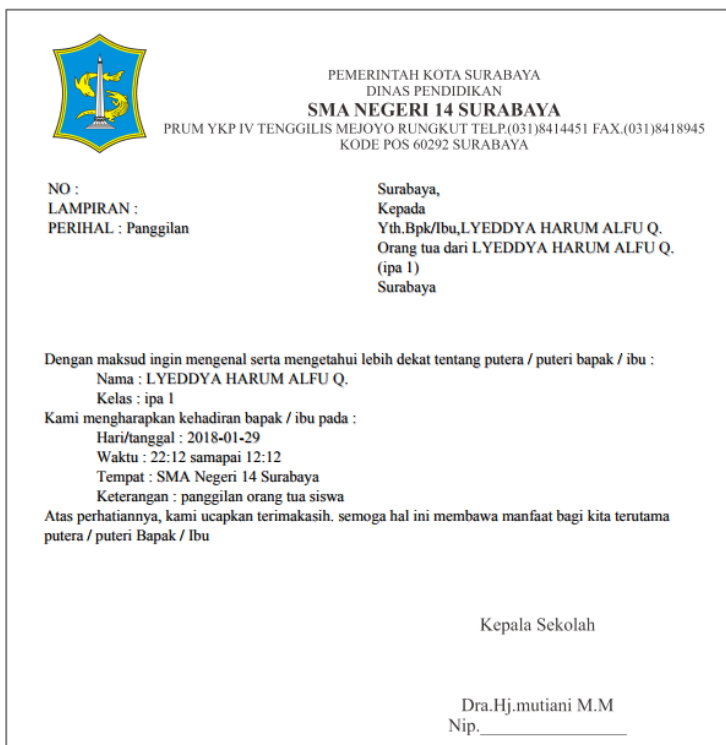 PEMERINTAH KOTA SURABAYA
DINAS PENDIDIKAN
SMA NEGERI 14 SURABAYA
PRUM YKP IV TENGGILIS MEJOYO RUNGKUT TELP.(031)8414451 FAX.(031)8418945
KODE POS 60292 SURABAYA
NO :
LAMPIRAN :
PERIHAL : Panggilan
Surabaya,
Kepada
Yth.Bpk/Ibu,LYEDDYA HARUM ALFU Q.
Orang tua dari LYEDDYA HARUM ALFU Q.
(ipa 1)
Surabaya
Dengan maksud ingin mengenal serta mengetahui lebih dekat tentang putera / puteri bapak / ibu :
Nama : LYEDDYA HARUM ALFU Q.
Kelas : ipa 1
Kami mengharapkan kehadiran bapak / ibu pada :
Hari/tanggal : 2018-01-29
Waktu : 22:12 samapai 12:12
Tempat : SMA Negeri 14 Surabaya
Keterangan : panggilan orang tua siswa
Atas perhatiannya, kami ucapkan terimakasih. semoga hal ini membawa manfaat bagi kita terutama
putera / puteri Bapak / Ibu
Kepala Sekolah
Dra.Hj.mutiani M.M
Nip.________________